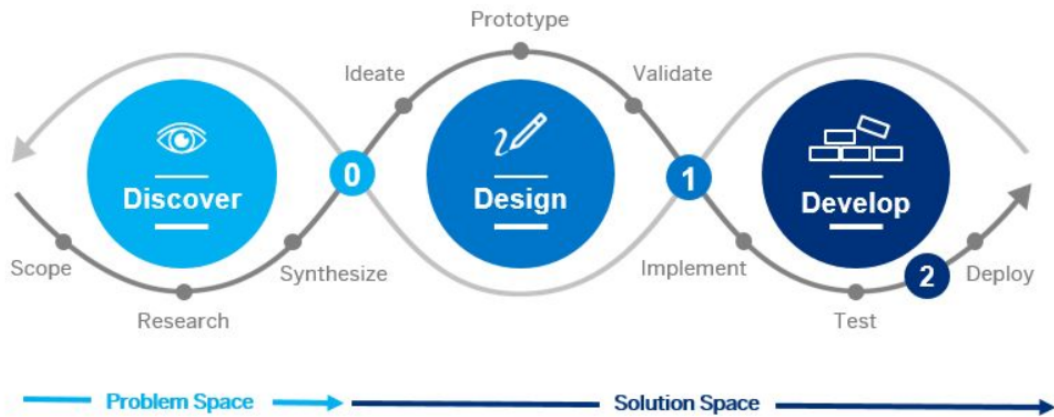 Prototype
Ideate
Validate
Discover
0
Design
1
Develop
Scope
Synthesize
Implement
2
Deploy
Research
Test
Problem Space
Solution Space